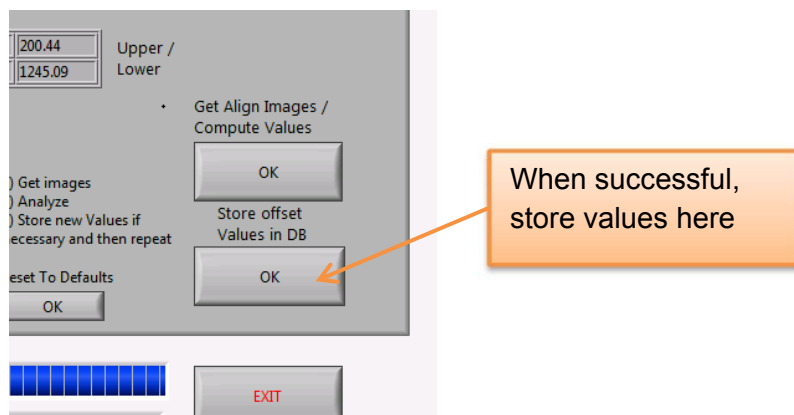 200.44
Upper /
1245.09
Lower
Get Align Images /
Compute Values
OK
) Get images
) Analyze
) Store new Values if
ecessary and then repeat
Store offset
Values in DB
OK
eset To Defaults
OK
EXIT
When successful,
store values here